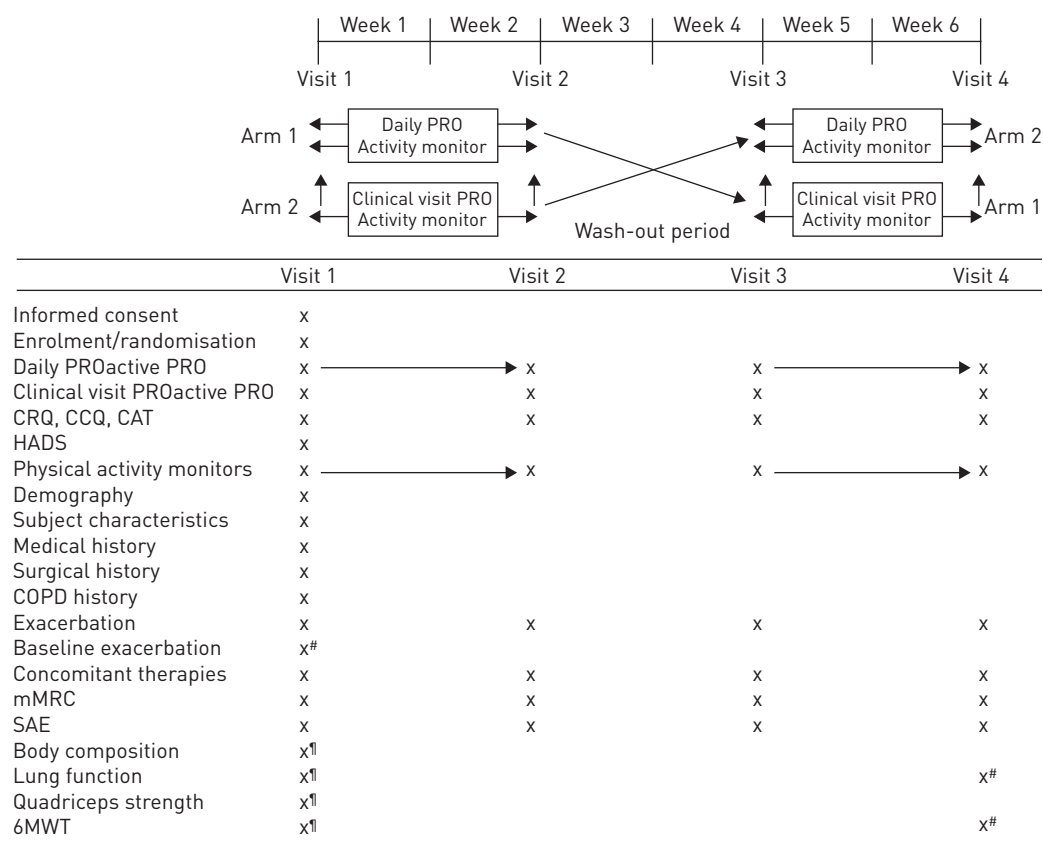 Week 1 Week 2 Week 3 Week 4 Week 5 Week 6
Visit 1 Visit 2 Visit 3 Visit 4
Arm 1 Daily PRO Activity monitor Daily PRO Activity monitor Arm 2
Arm 2 Clinical visit PRO Activity monitor Clinical visit PRO Activity monitor Arm 1
Wash-out period
Visit 1 Visit 2 Visit 3 Visit 4
Informed consent x
Enrolment/randomisation x
Daily PROactive PRO x x x x
Clinical visit PROactive PRO x x x x
CRQ, CCQ, CAT x x x x
HADS x
Physical activity monitors x x x x
Demography x
Subject characteristics x
Medical history x
Surgical history x
COPD history x
Exacerbation x x x x
Baseline exacerbation x#
Concomitant therapies x x x x
mMRC x x x x
SAE x x x x
Body composition x¶
Lung function x¶ x#
Quadriceps strength x¶
6MWT x¶ x#